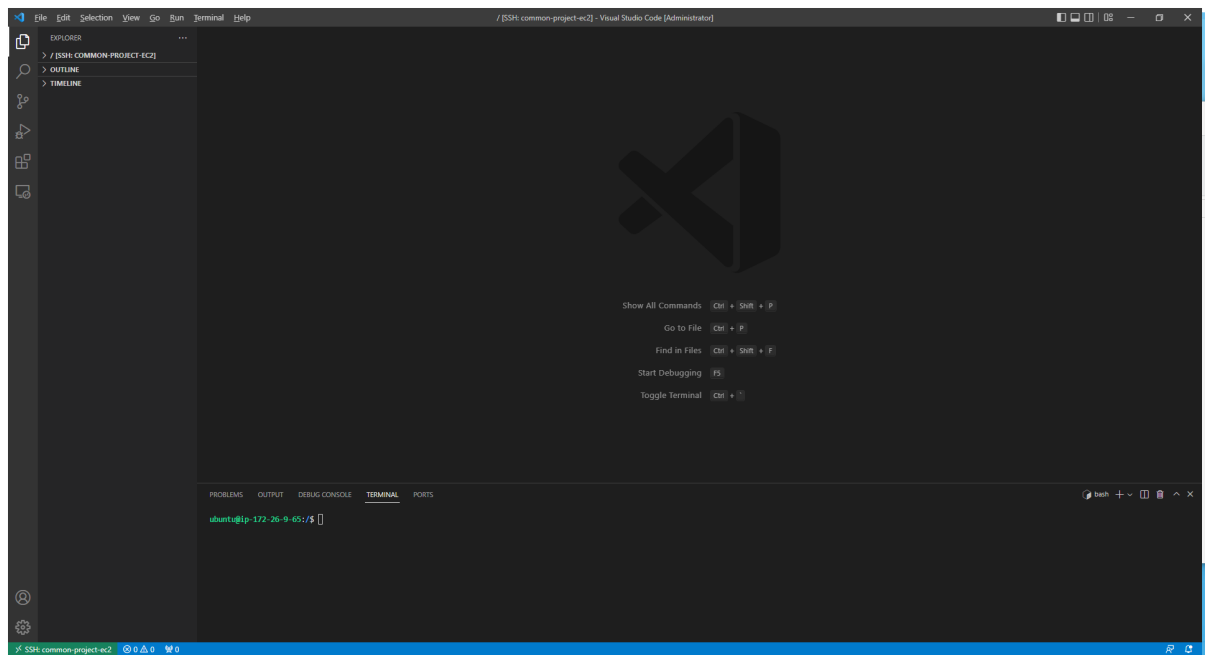 File Edit Selection View Go Run Terminal Help
/ [SSH: common-project-ec2] - Visual Studio Code [Administrator]
EXPLORER
/ [SSH: COMMON-PROJECT-EC2]
OUTLINE
TIMELINE
Show All Commands Ctrl + Shift + P
Go to File Ctrl + P
Find in Files Ctrl + Shift + F
Start Debugging F5
Toggle Terminal Ctrl + `
PROBLEMS OUTPUT DEBUG CONSOLE TERMINAL PORTS
bash
ubuntu@ip-172-26-9-65:/$
SSH: common-project-ec2 0 0 0